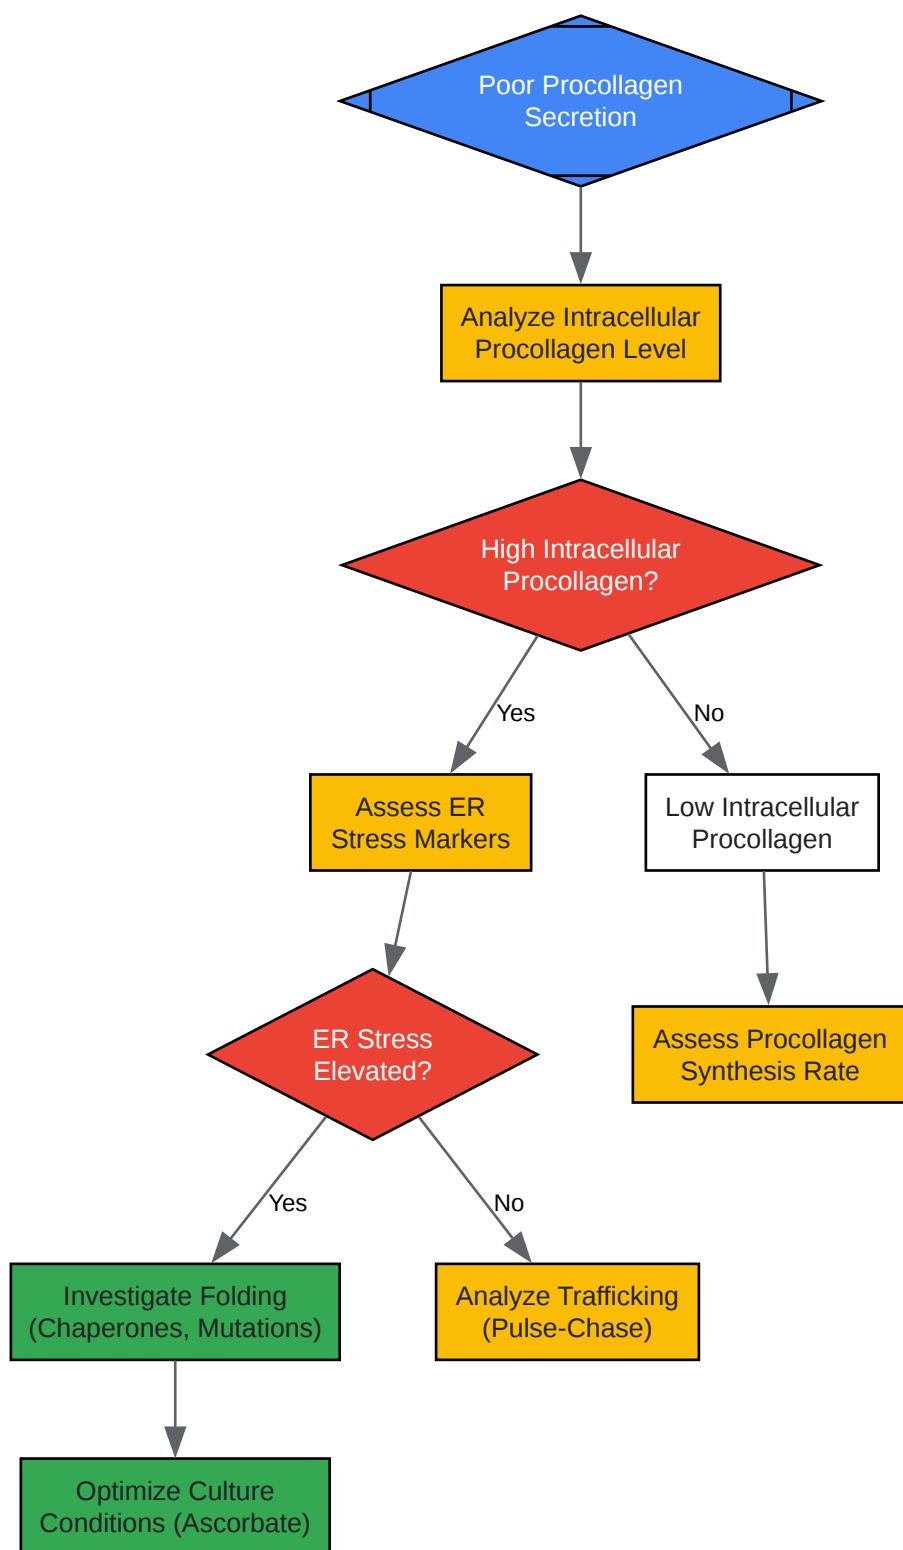 Poor Procollagen
Secretion
Analyze Intracellular
Procollagen Level
High Intracellular
Procollagen?
Yes
No
Assess ER
Stress Markers
Low Intracellular
Procollagen
ER Stress
Elevated?
Assess Procollagen
Synthesis Rate
Yes
No
Investigate Folding
(Chaperones, Mutations)
Analyze Trafficking
(Pulse-Chase)
Optimize Culture
Conditions (Ascorbate)